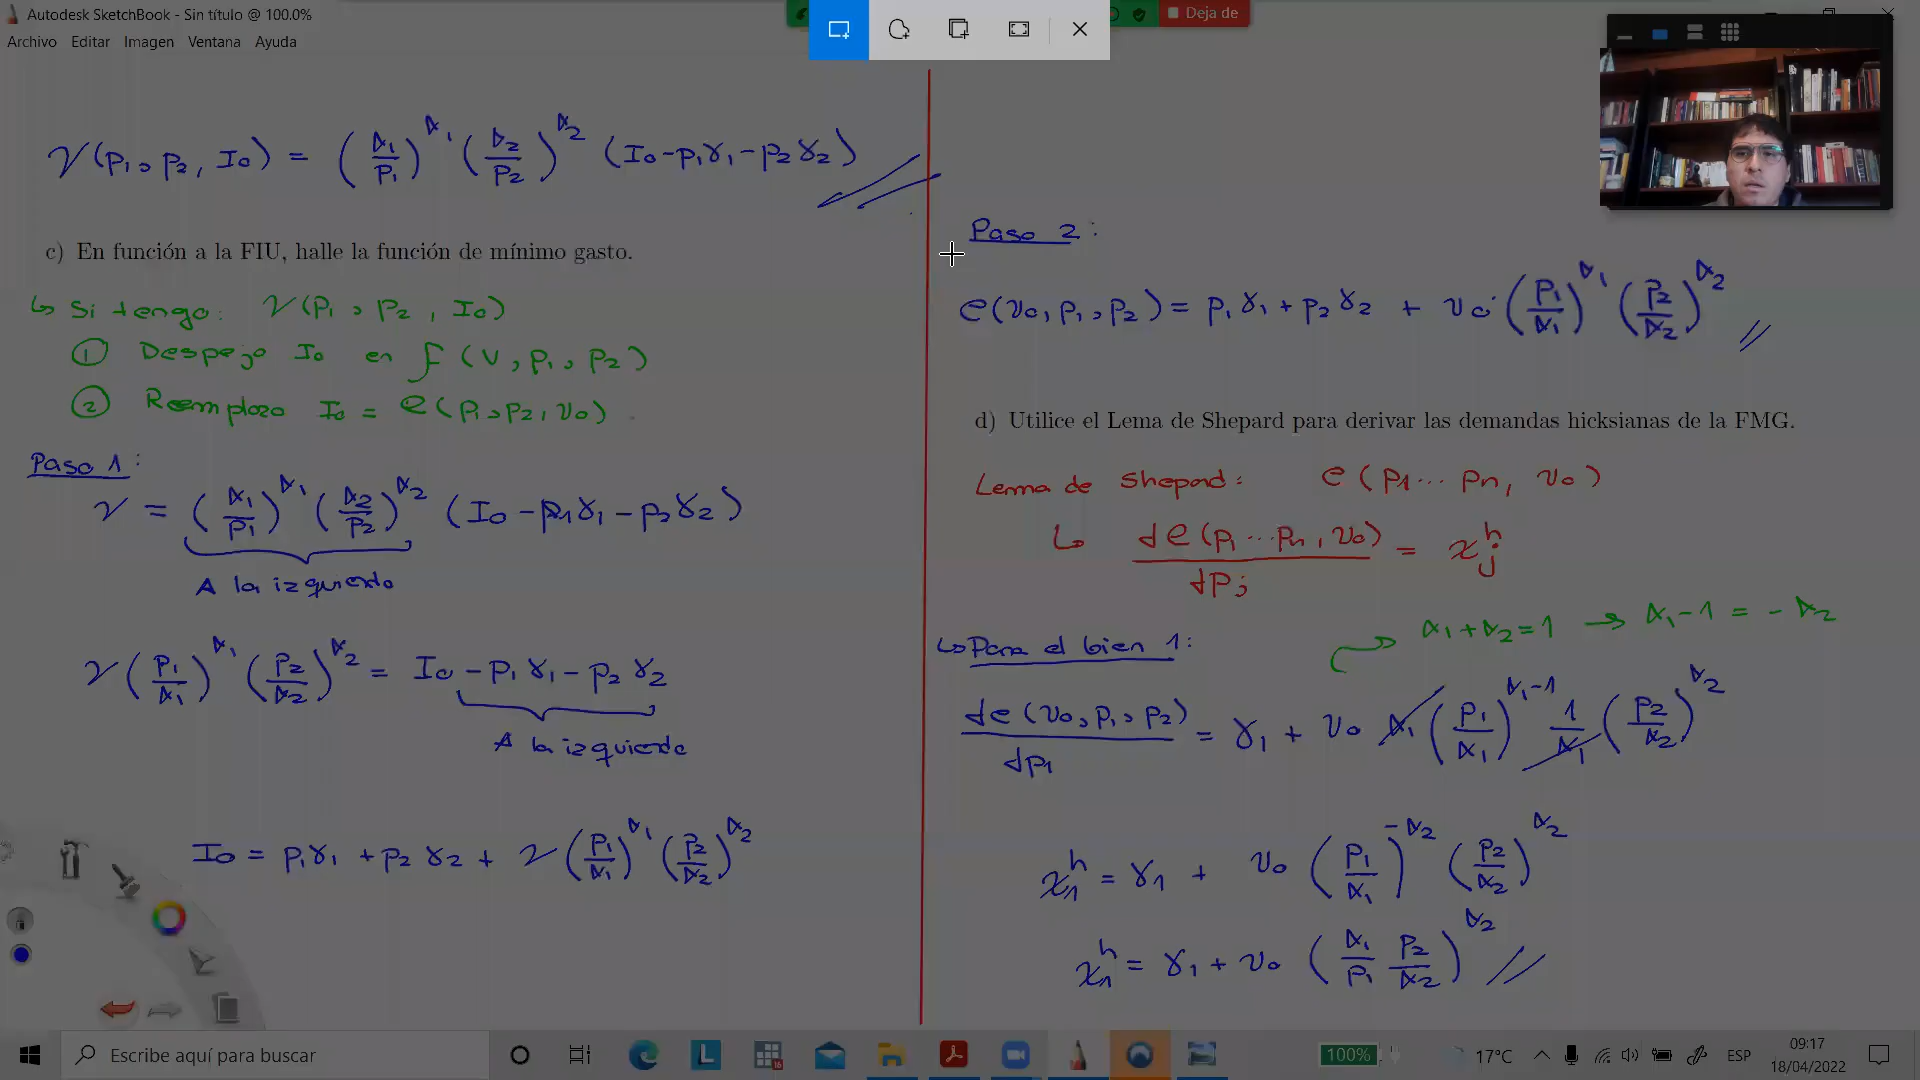 Autodesk SketchBook - Sin título @ 100.0%
Deja de
Archivo Editar Imagen Ventana Ayuda
V(p₁, p₂, I₀) = (α₁/p₁)^α₁ (α₂/p₂)^α₂ (I₀ - p₁γ₁ - p₂γ₂)
c) En función a la FIU, halle la función de mínimo gasto.
↳ Si tengo: V(p₁, p₂, I₀)
① Despejo I₀ en f(V, p₁, p₂)
② Reemplazo I₀ = e(p₁, p₂, v₀)
Paso 1:
V = (α₁/p₁)^α₁ (α₂/p₂)^α₂ (I₀ - p₁γ₁ - p₂γ₂)
A la izquierda
V (p₁/α₁)^α₁ (p₂/α₂)^α₂ = I₀ - p₁γ₁ - p₂γ₂
A la izquierda
I₀ = p₁γ₁ + p₂γ₂ + V (p₁/α₁)^α₁ (p₂/α₂)^α₂
Paso 2:
e(v₀, p₁, p₂) = p₁γ₁ + p₂γ₂ + v₀ · (p₁/α₁)^α₁ (p₂/α₂)^α₂
d) Utilice el Lema de Shepard para derivar las demandas hicksianas de la FMG.
Lema de Shepard: e(p₁...pₙ, v₀)
↳ de(p₁...pₙ, v₀)/dpⱼ = xⱼ^h
α₁+α₂=1 → α₁-1 = -α₂
↳ Para el bien 1:
de(v₀, p₁, p₂)/dp₁ = γ₁ + v₀ α₁ (p₁/α₁)^(α₁-1) 1/α₁ (p₂/α₂)^α₂
x₁^h = γ₁ + v₀ (p₁/α₁)^(-α₂) (p₂/α₂)^α₂
x₁^h = γ₁ + v₀ (α₁/p₁ p₂/α₂)^α₂
Escribe aquí para buscar
100%
17°C
ESP
09:17
18/04/2022